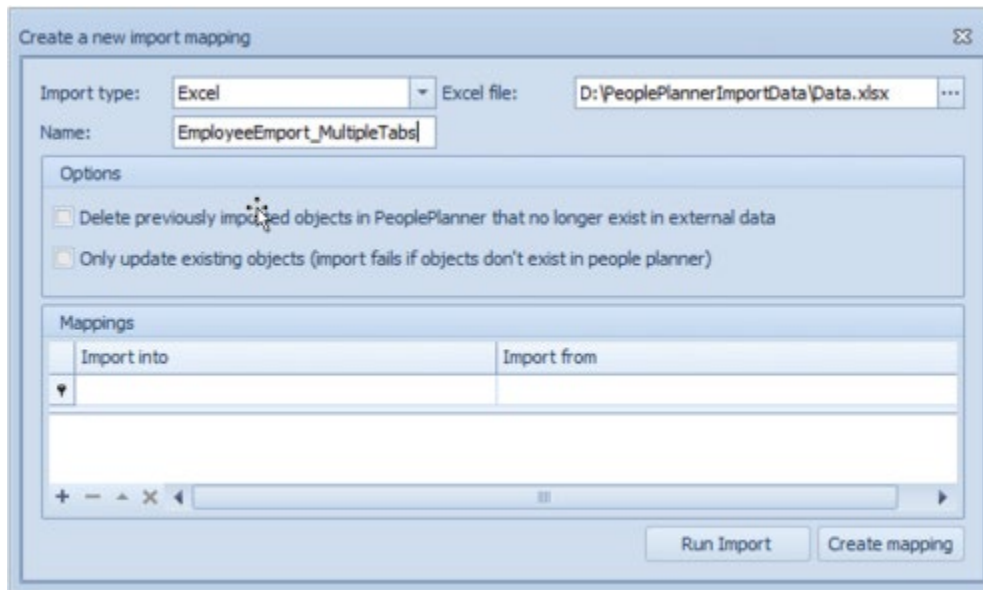 Create a new import mapping
Import type: Excel Excel file: D:\PeoplePlannerImportData\Data.xlsx ...
Name: EmployeeEmport_MultipleTabs
Options
Delete previously imported objects in PeoplePlanner that no longer exist in external data
Only update existing objects (import fails if objects don't exist in people planner)
Mappings
Import into Import from
Run Import Create mapping